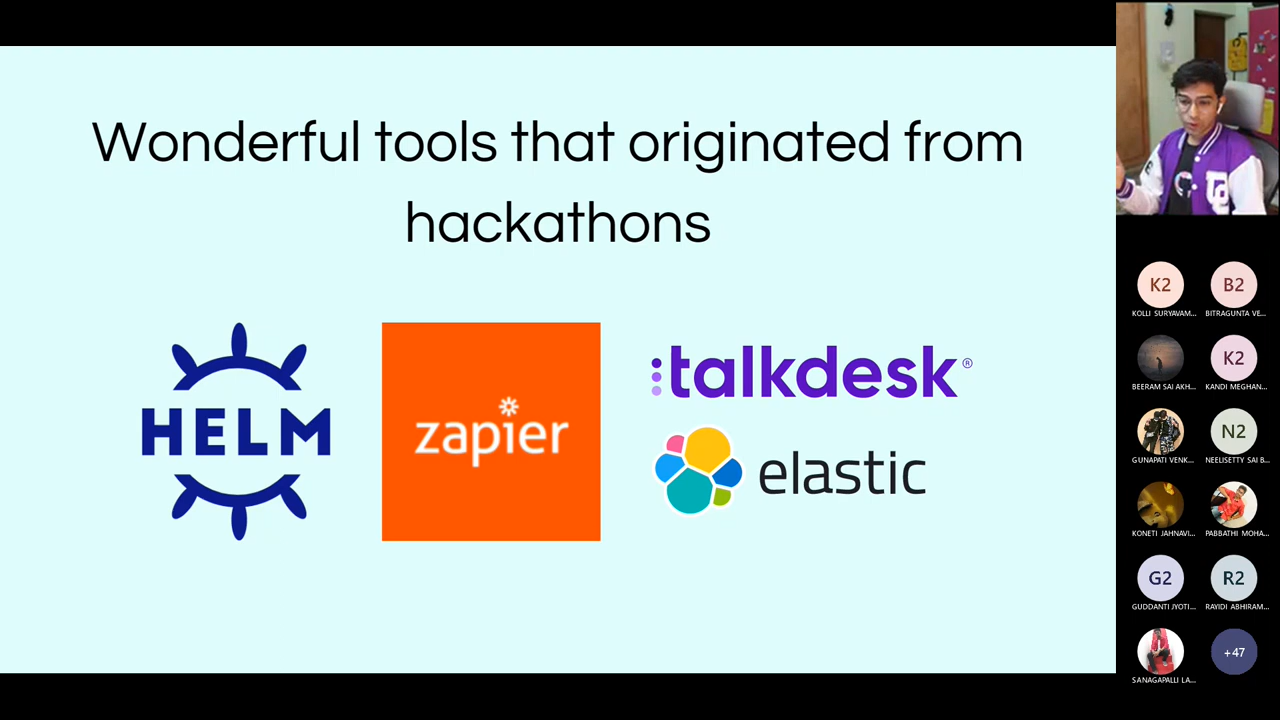 Wonderful tools that originated from
hackathons
HELM
zapier
talkdesk®
elastic
K2
B2
KOLLI SURYAVAM...
BITRAGUNTA VE...
K2
BEERAM SAI AKH...
KANDI MEGHAN...
N2
GUNAPATI VENK...
NEELISETTY SAI B...
KONETI JAHNAVI...
PABBATHI MOHA...
G2
R2
GUDDANTI JYOTI...
RAYIDI ABHIRAM...
+47
SANAGAPALLI LA...